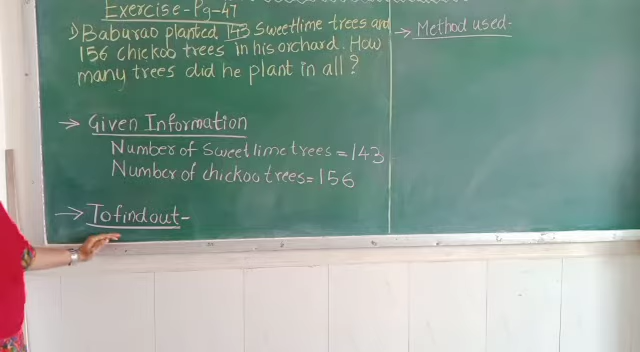 Exercise-Pg-47
1) Baburao planted 143 Sweetlime trees and
156 chickoo trees in his orchard. How
many trees did he plant in all?
→ Given Information
Number of Sweetlime trees = 143
Number of chickoo trees = 156
→ To find out-
→ Method used-